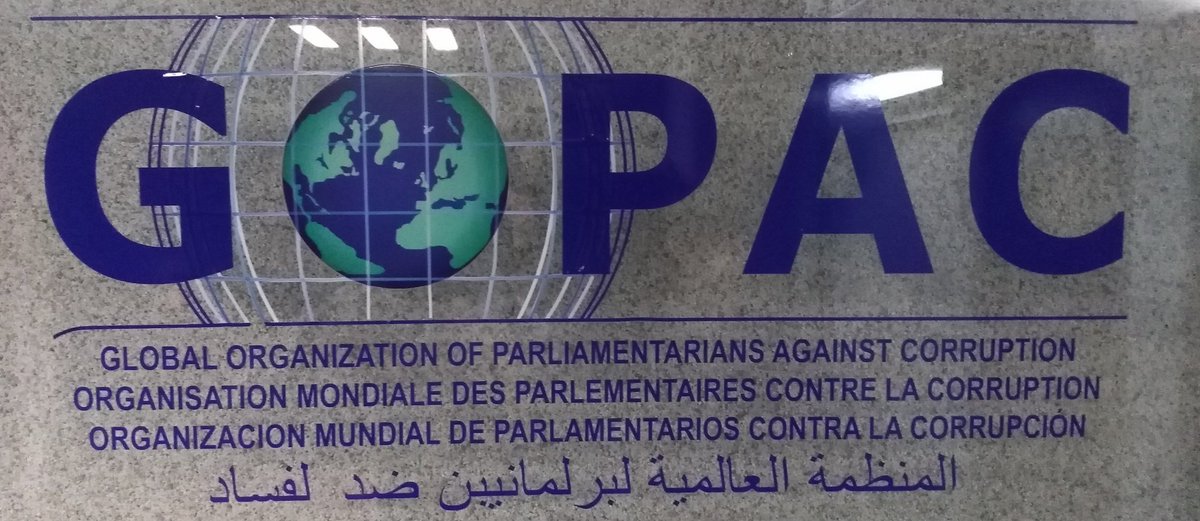 GOPAC
GLOBAL ORGANIZATION OF PARLIAMENTARIANS AGAINST CORRUPTION
ORGANISATION MONDIALE DES PARLEMENTAIRES CONTRE LA CORRUPTION
ORGANIZACION MUNDIAL DE PARLAMENTARIOS CONTRA LA CORRUPCIÓN
المنظمة العالمية لبرلمانيين ضد لفساد